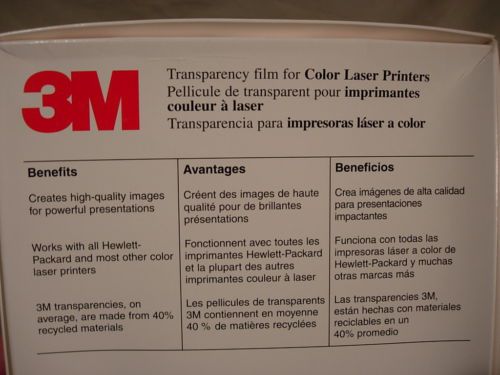 3M
Transparency film for Color Laser Printers
Pellicule de transparent pour imprimantes
couleur à laser
Transparencia para impresoras láser a color
Benefits
Creates high-quality images
for powerful presentations
Works with all Hewlett-
Packard and most other color
laser printers
3M transparencies, on
average, are made from 40%
recycled materials
Avantages
Créent des images de haute
qualité pour de brillantes
présentations
Fonctionnent avec toutes les
imprimantes Hewlett-Packard
et la plupart des autres
imprimantes couleur à laser
Les pellicules de transparents
3M contiennent en moyenne
40 % de matières recyclées
Beneficios
Crea imágenes de alta calidad
para presentaciones
impactantes
Funciona con todas las
impresoras láser a color de
Hewlett-Packard y muchas
otras marcas más
Las transparencias 3M,
están hechas con materiales
reciclables en un
40% promedio